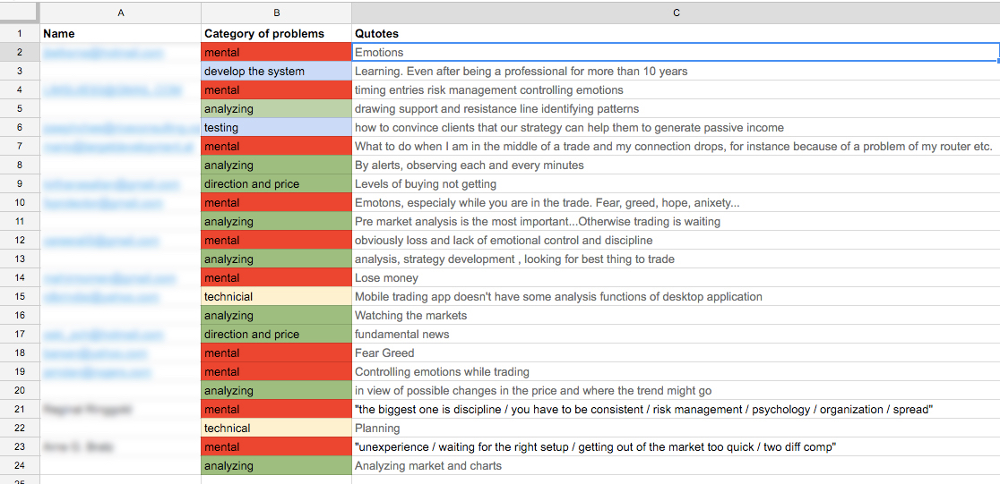 A B C
1 Name Category of problems Qutotes
2 mental Emotions
3 develop the system Learning. Even after being a professional for more than 10 years
4 mental timing entries risk management controlling emotions
5 analyzing drawing support and resistance line identifying patterns
6 testing how to convince clients that our strategy can help them to generate passive income
7 mental What to do when I am in the middle of a trade and my connection drops, for instance because of a problem of my router etc.
8 analyzing By alerts, observing each and every minutes
9 direction and price Levels of buying not getting
10 mental Emotons, especialy while you are in the trade. Fear, greed, hope, anixety...
11 analyzing Pre market analysis is the most important...Otherwise trading is waiting
12 mental obviously loss and lack of emotional control and discipline
13 analyzing analysis, strategy development , looking for best thing to trade
14 mental Lose money
15 technicial Mobile trading app doesn't have some analysis functions of desktop application
16 analyzing Watching the markets
17 direction and price fundamental news
18 mental Fear Greed
19 mental Controlling emotions while trading
20 analyzing in view of possible changes in the price and where the trend might go
21 mental "the biggest one is discipline / you have to be consistent / risk management / psychology / organization / spread"
22 technical Planning
23 mental "unexperience / waiting for the right setup / getting out of the market too quick / two diff comp"
24 analyzing Analyzing market and charts
25